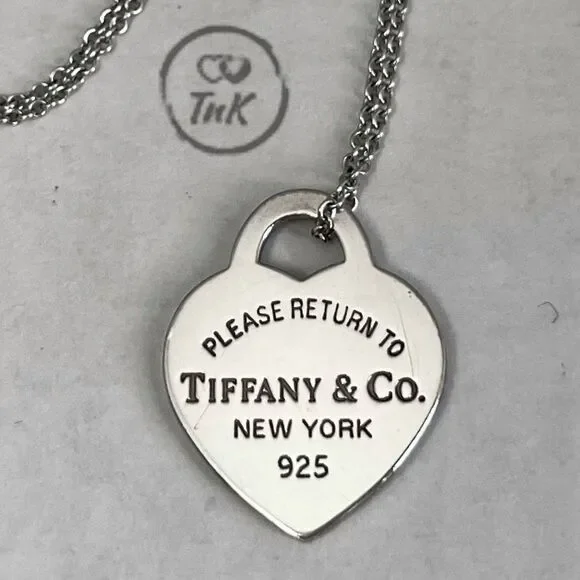 TnK
PLEASE RETURN TO
TIFFANY & CO.
NEW YORK
925